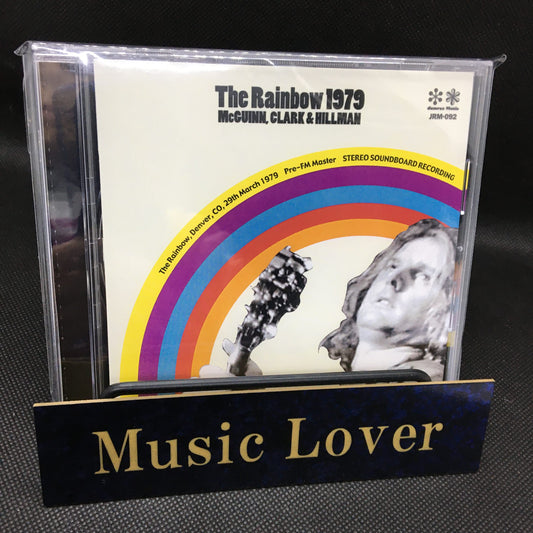 The Rainbow 1979
McGUINN, CLARK & HILLMAN
JRM-092
The Rainbow, Denver, CO, 29th March 1979 Pre-FM Master STEREO SOUNDBOARD RECORDING
Music Lover